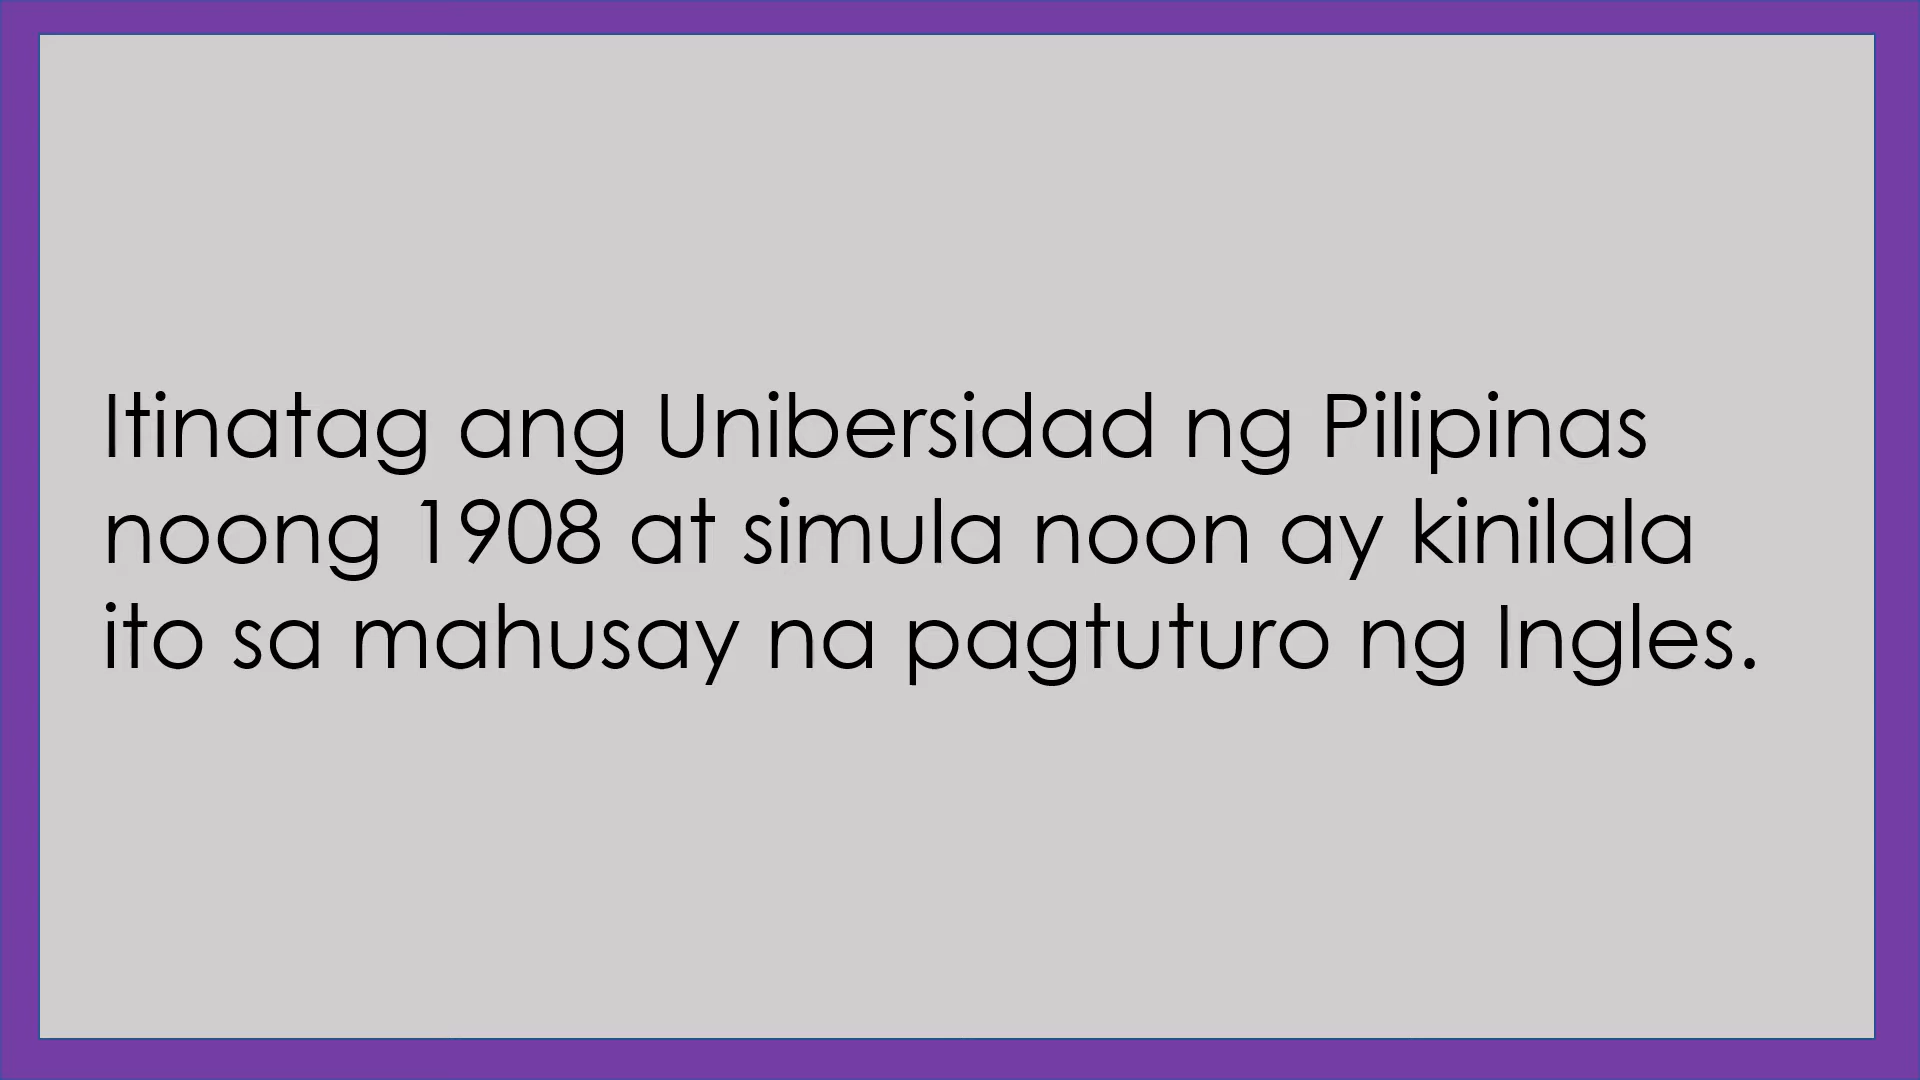 Itinatag ang Unibersidad ng Pilipinas
noong 1908 at simula noon ay kinilala
ito sa mahusay na pagtuturo ng Ingles.